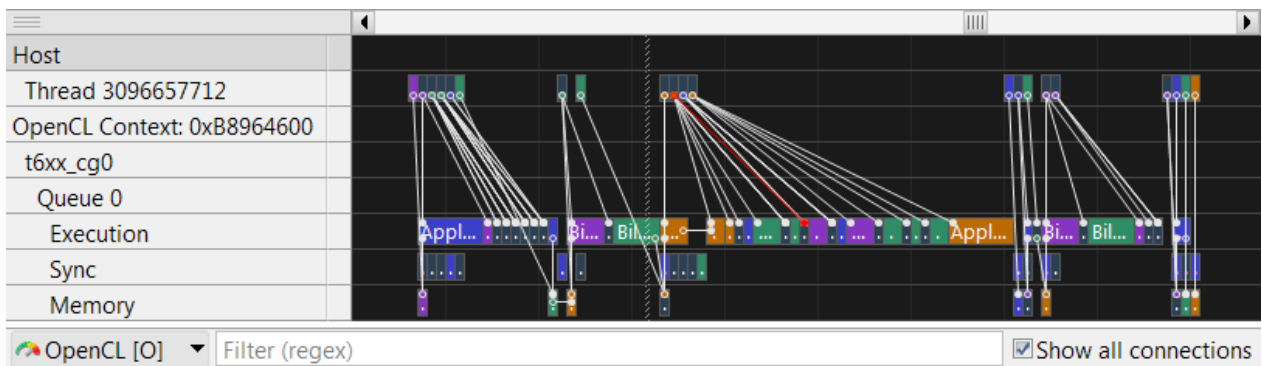 Host
Thread 3096657712
OpenCL Context: 0xB8964600
t6xx_cg0
Queue 0
Execution
Appl... Bi... Bil... ... ... Appl... Bi... Bil...
Sync
Memory
OpenCL [O] Filter (regex) Show all connections